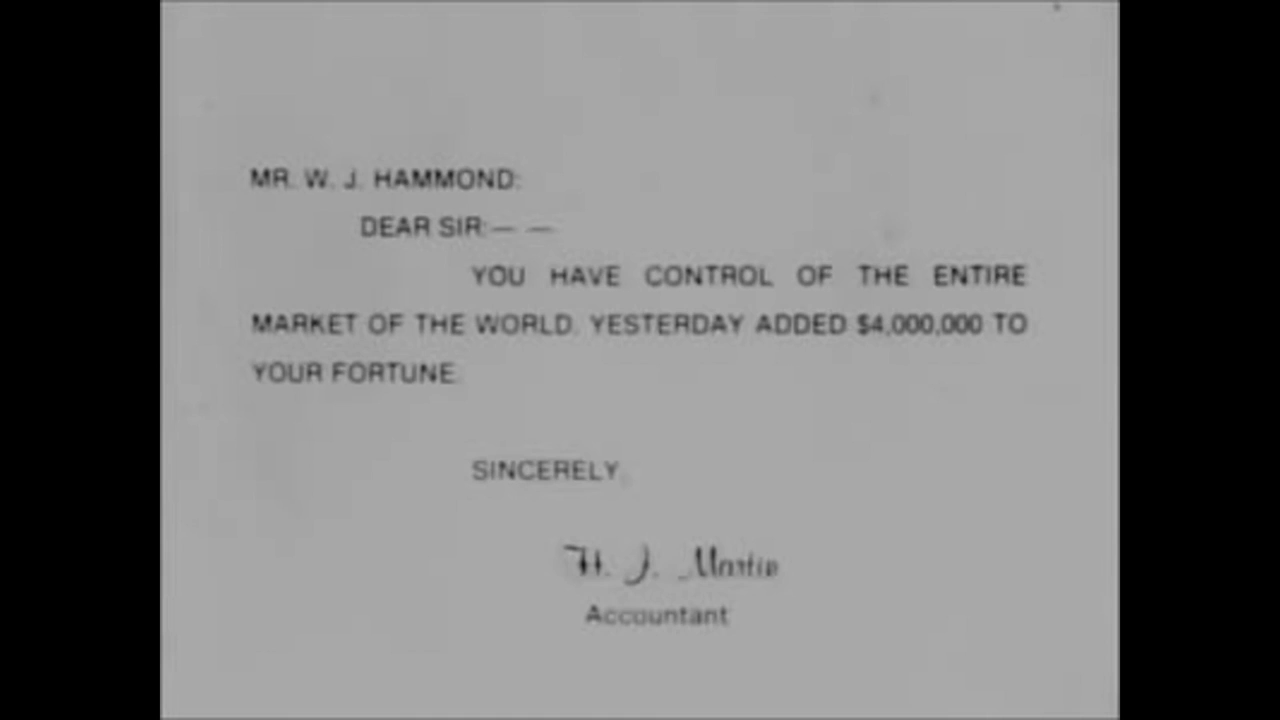 MR. W. J. HAMMOND:
DEAR SIR:— —
YOU HAVE CONTROL OF THE ENTIRE
MARKET OF THE WORLD. YESTERDAY ADDED $4,000,000 TO
YOUR FORTUNE.
SINCERELY,
H. J. Martin
Accountant